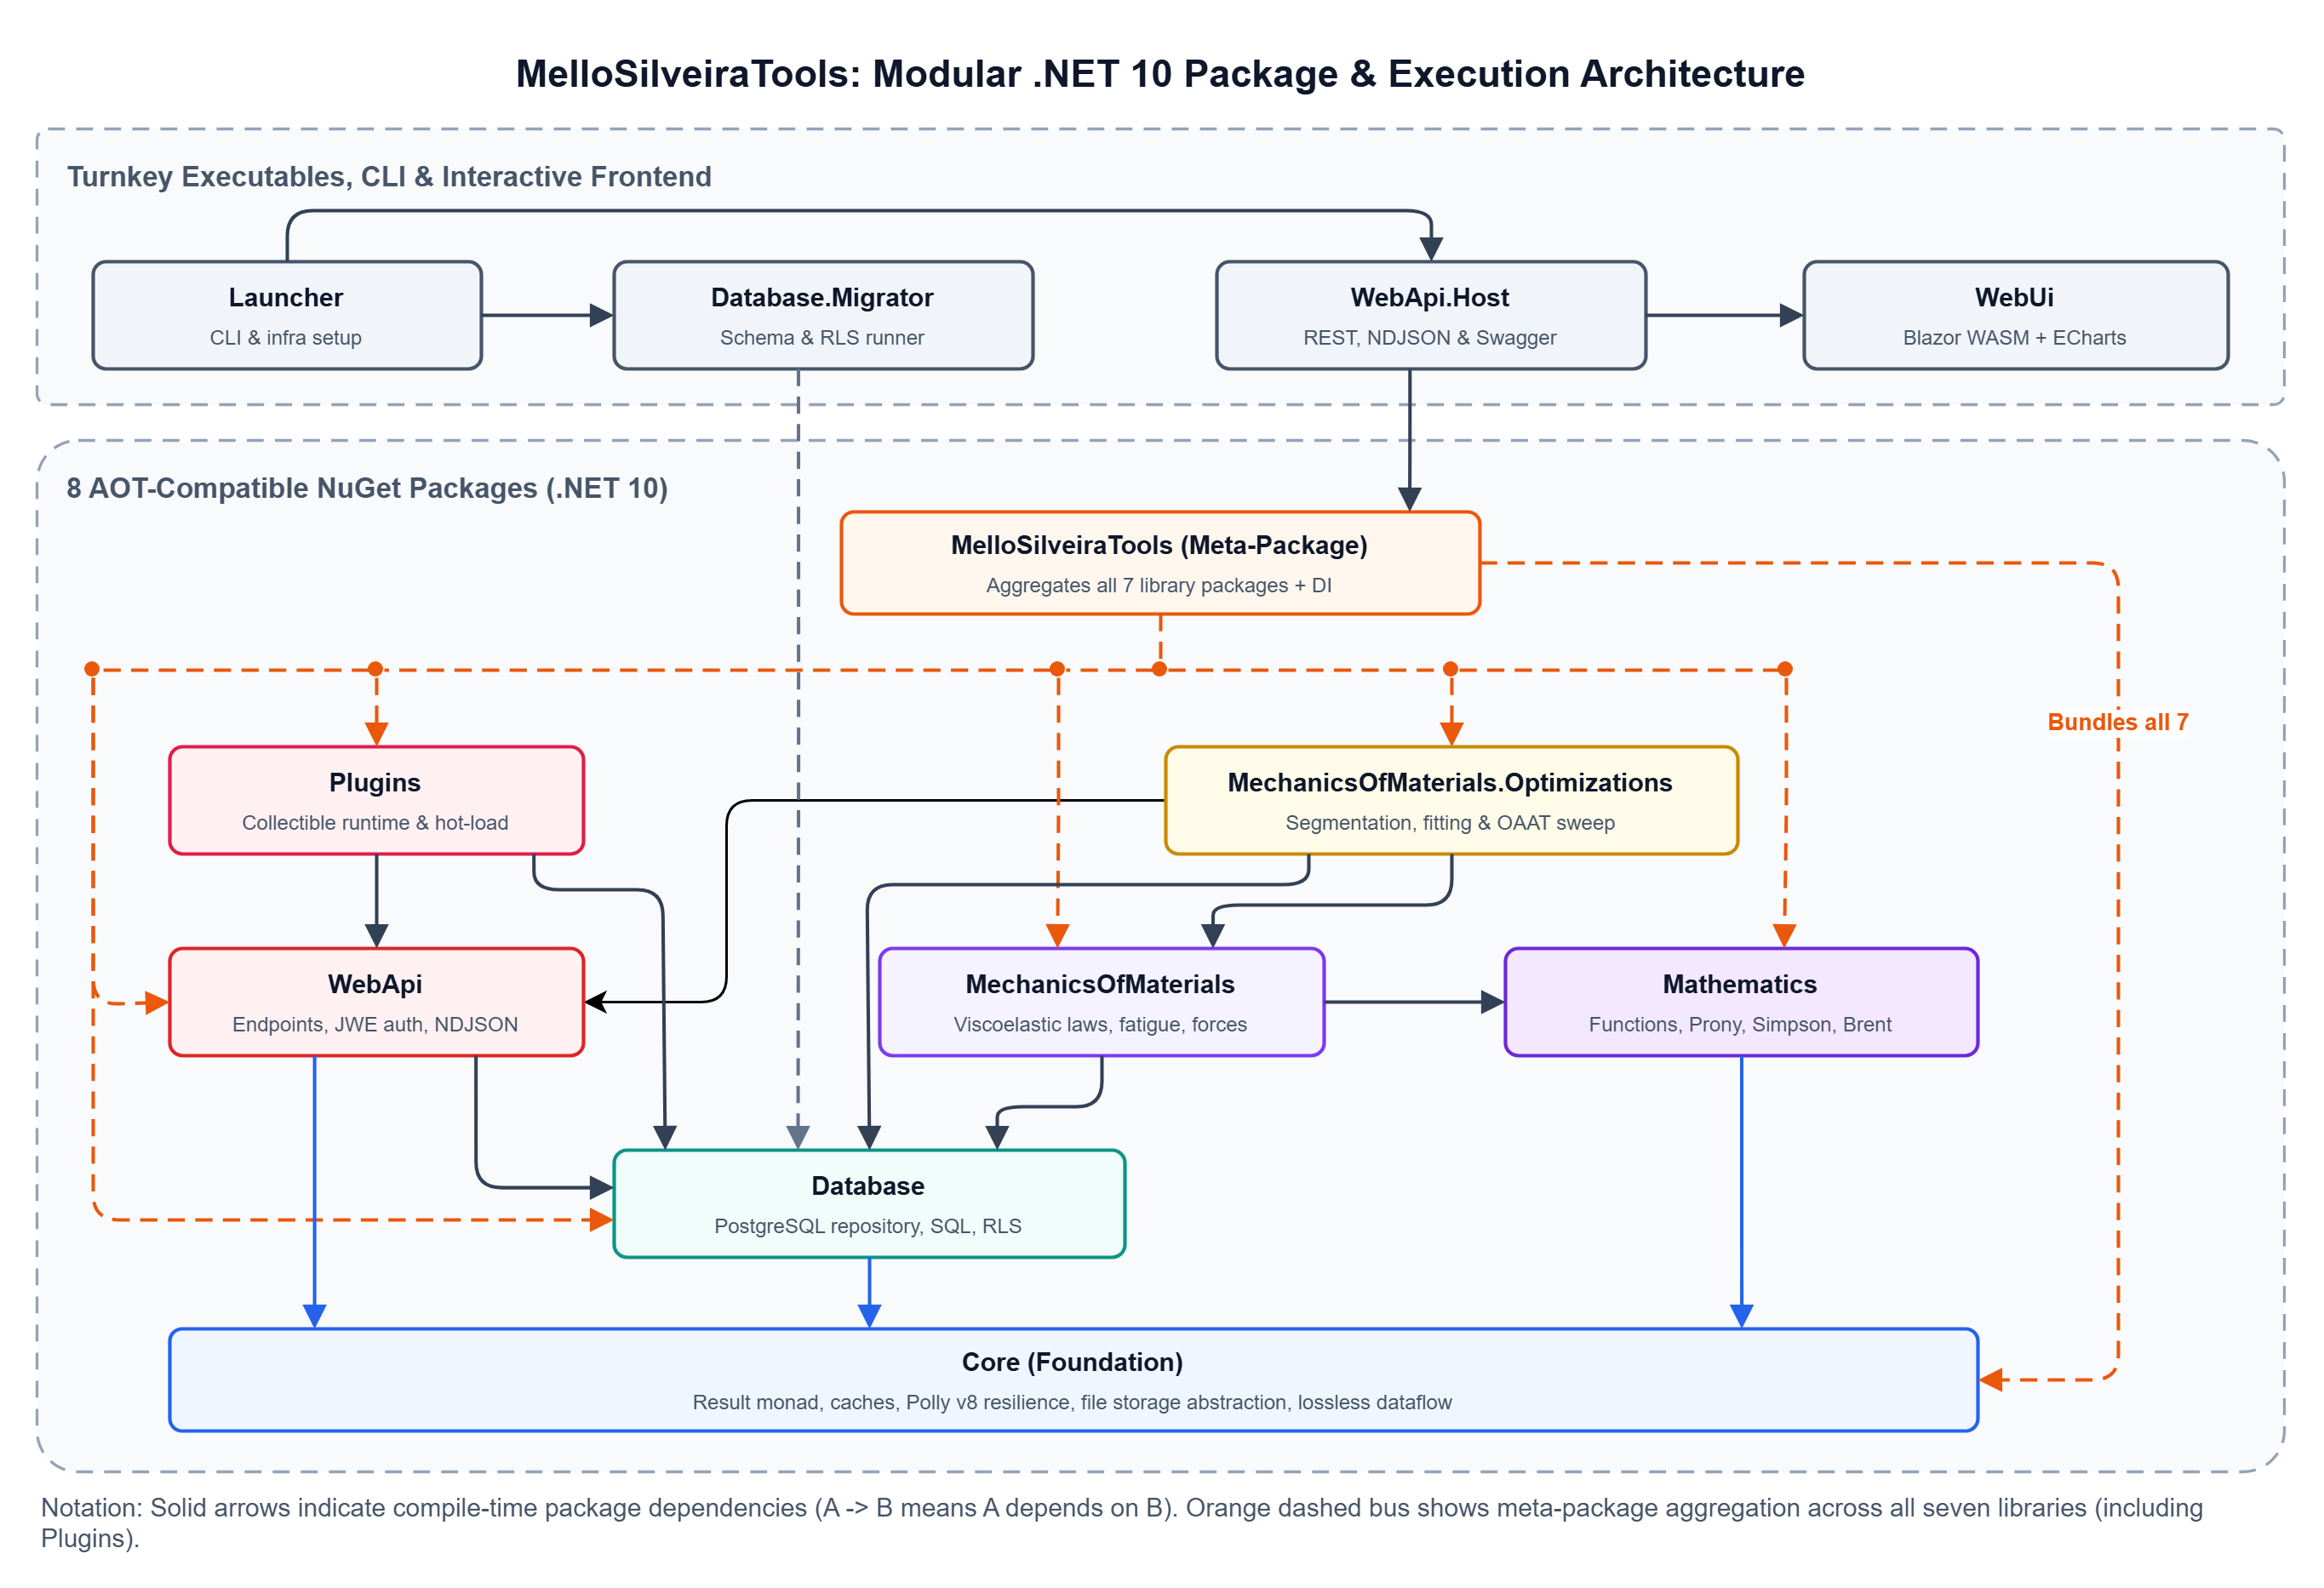 MelloSilveiraTools: Modular .NET 10 Package & Execution Architecture
Turnkey Executables, CLI & Interactive Frontend
Launcher
CLI & infra setup
Database.Migrator
Schema & RLS runner
WebApi.Host
REST, NDJSON & Swagger
WebUi
Blazor WASM + ECharts
8 AOT-Compatible NuGet Packages (.NET 10)
MelloSilveiraTools (Meta-Package)
Aggregates all 7 library packages + DI
Bundles all 7
Plugins
Collectible runtime & hot-load
MechanicsOfMaterials.Optimizations
Segmentation, fitting & OAAT sweep
WebApi
Endpoints, JWE auth, NDJSON
MechanicsOfMaterials
Viscoelastic laws, fatigue, forces
Mathematics
Functions, Prony, Simpson, Brent
Database
PostgreSQL repository, SQL, RLS
Core (Foundation)
Result monad, caches, Polly v8 resilience, file storage abstraction, lossless dataflow
Notation: Solid arrows indicate compile-time package dependencies (A -> B means A depends on B). Orange dashed bus shows meta-package aggregation across all seven libraries (including
Plugins).